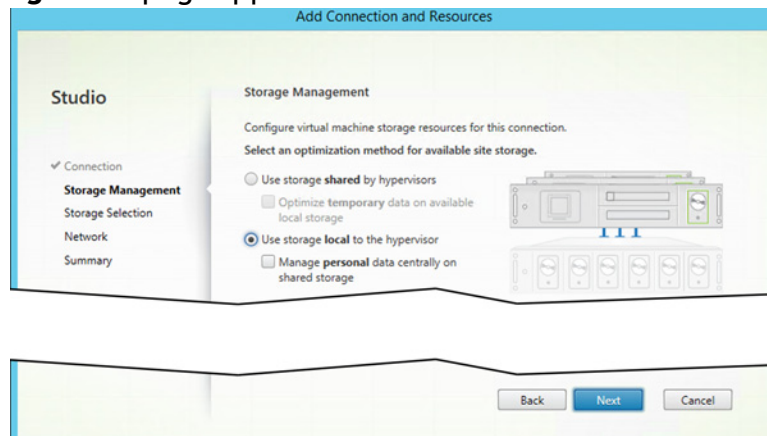 Add Connection and Resources
Studio
Connection
Storage Management
Storage Selection
Network
Summary
Storage Management
Configure virtual machine storage resources for this connection.
Select an optimization method for available site storage.
Use storage shared by hypervisors
Optimize temporary data on available
local storage
Use storage local to the hypervisor
Manage personal data centrally on
shared storage
Back
Next
Cancel